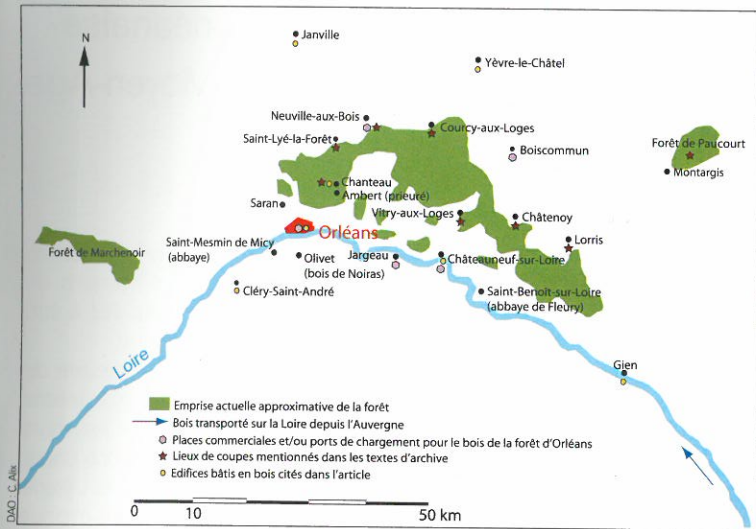 N
Janville
Yèvre-le-Châtel
Neuville-aux-Bois
Courcy-aux-Loges
Saint-Lyé-la-Forêt
Boiscommun
Forêt de Paucourt
Montargis
Chanteau
Ambert (prieuré)
Saran
Vitry-aux-Loges
Châtenoy
Orléans
Lorris
Forêt de Marchenoir
Saint-Mesmin de Micy
(abbaye)
Olivet
(bois de Noiras)
Jargeau
Châteauneuf-sur-Loire
Cléry-Saint-André
Saint-Benoît-sur-Loire
(abbaye de Fleury)
Loire
Gien
Emprise actuelle approximative de la forêt
Bois transporté sur la Loire depuis l'Auvergne
Places commerciales et/ou ports de chargement pour le bois de la forêt d'Orléans
Lieux de coupes mentionnés dans les textes d'archive
Edifices bâtis en bois cités dans l'article
0 10 50 km
DAO : C. Alix